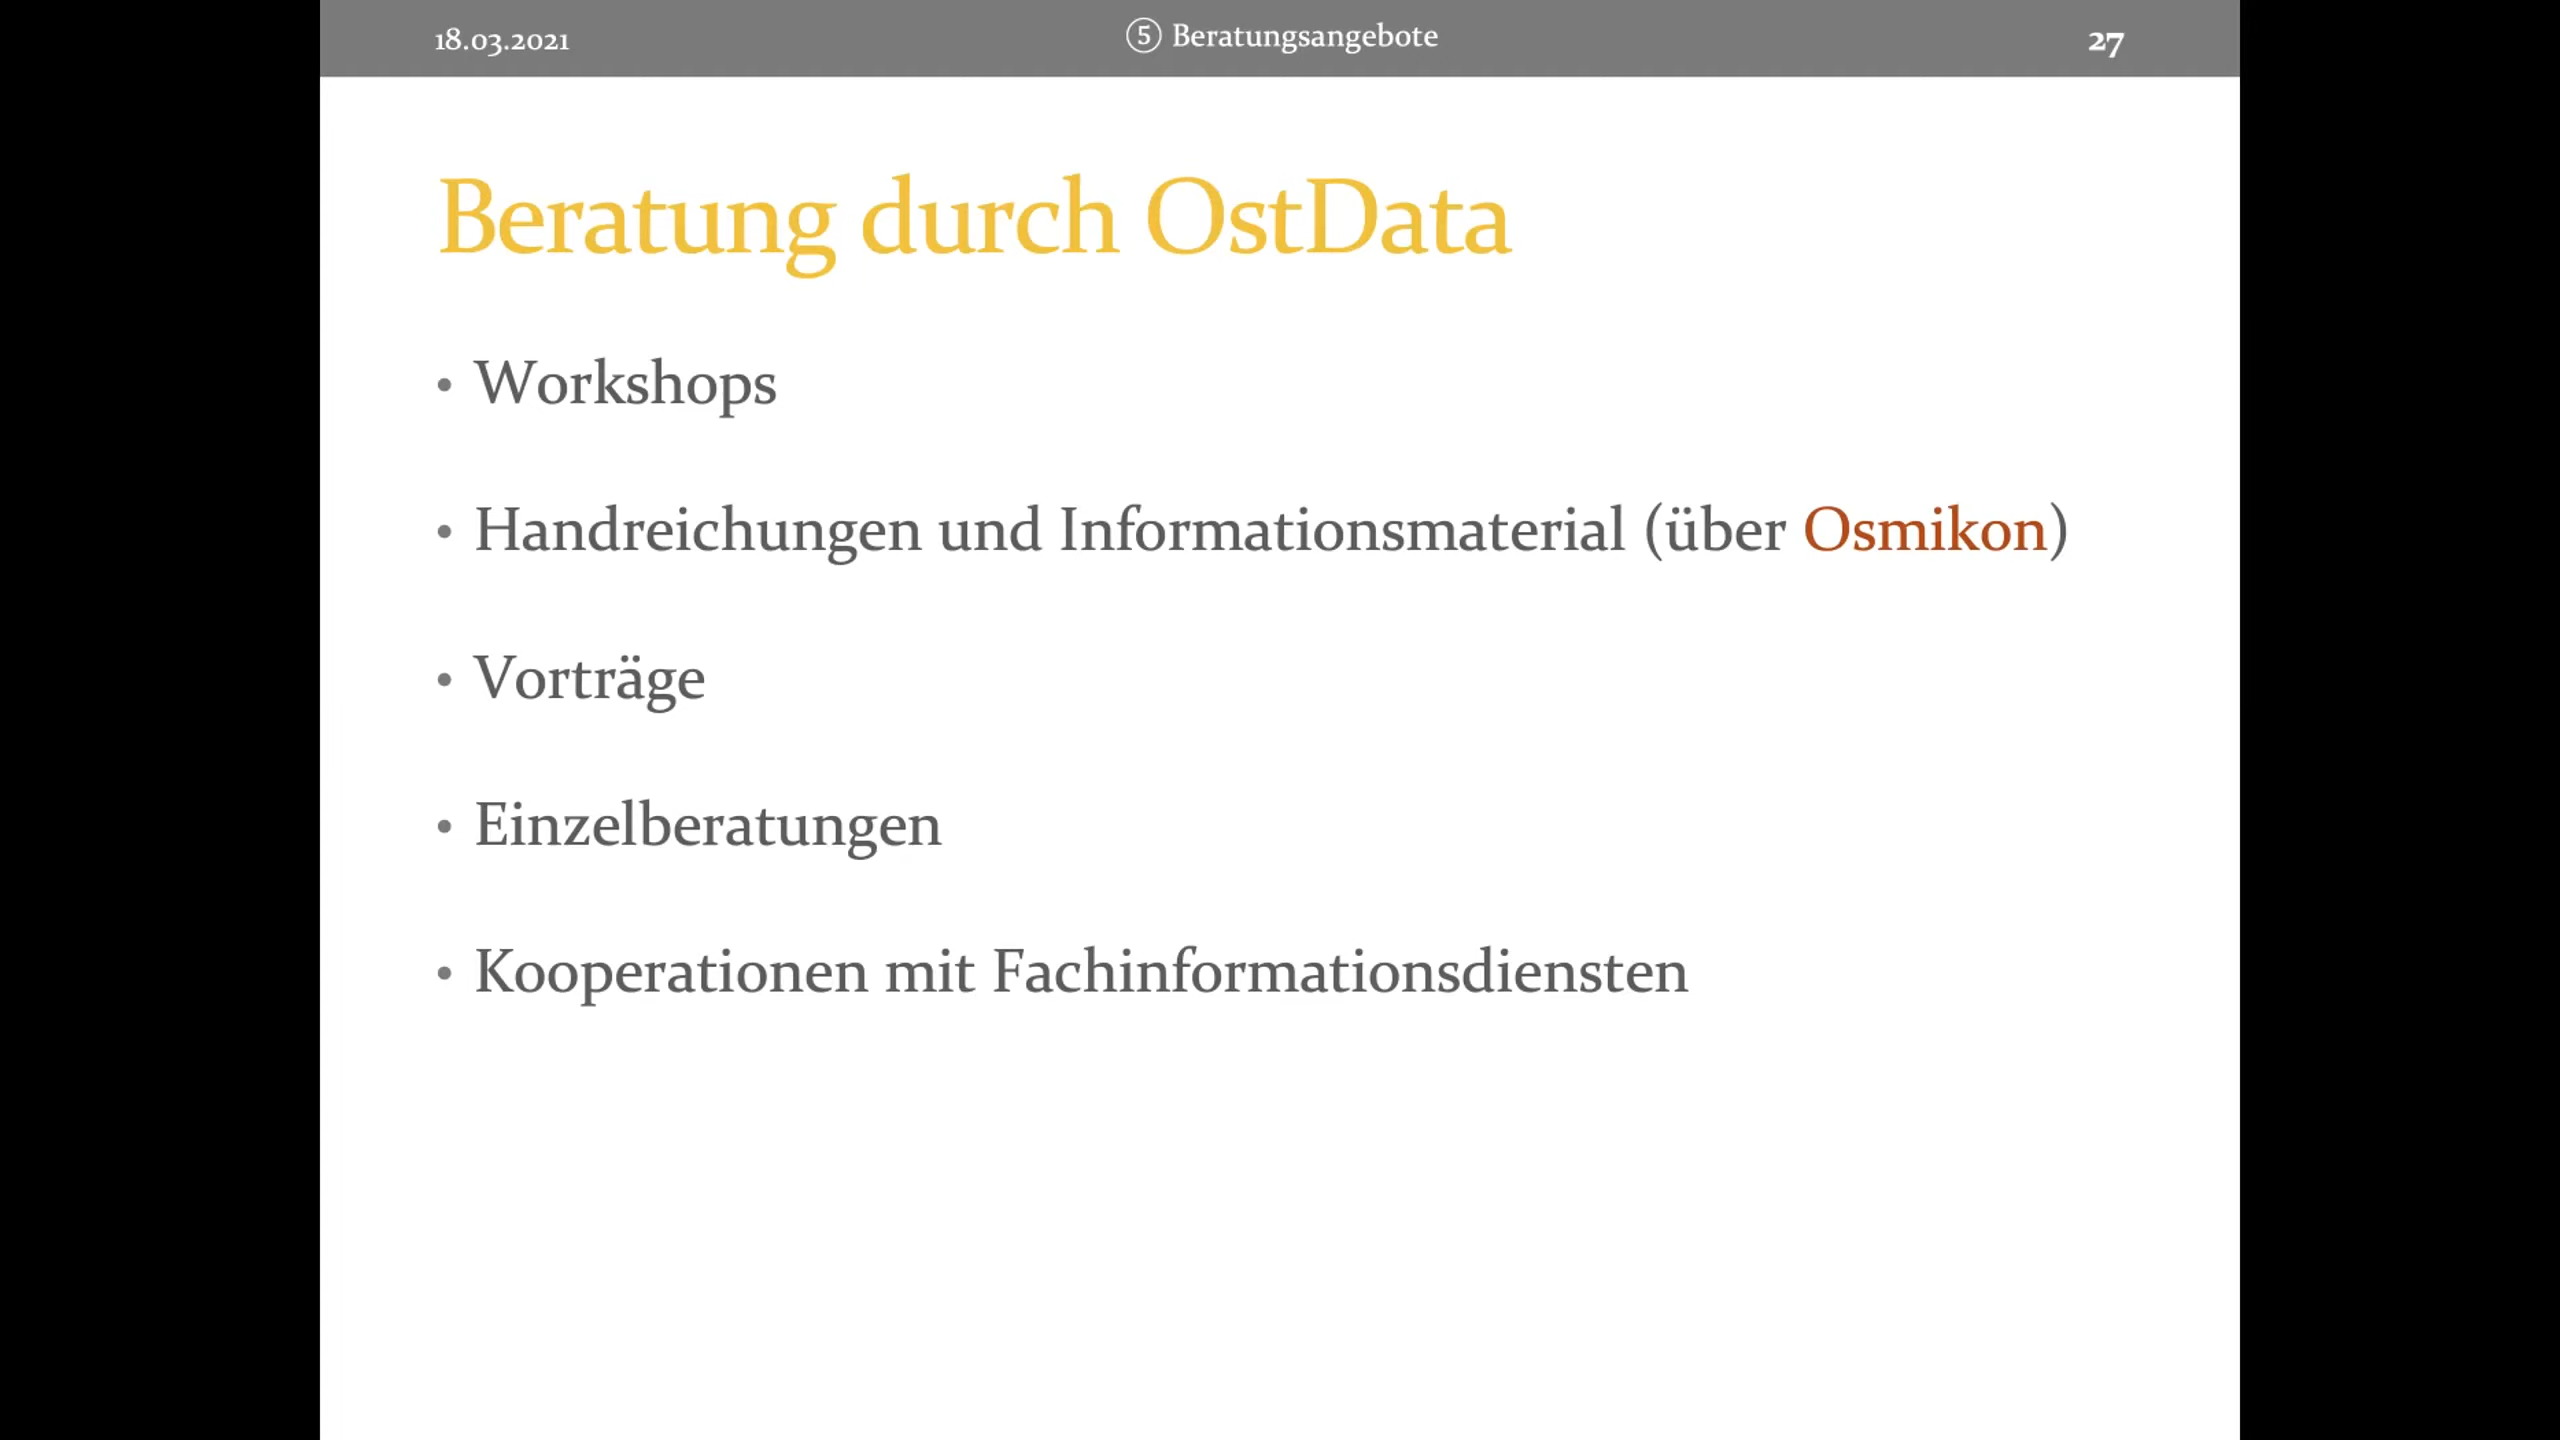 18.03.2021
⑤ Beratungsangebote
27
Beratung durch OstData
• Workshops
• Handreichungen und Informationsmaterial (über Osmikon)
• Vorträge
• Einzelberatungen
• Kooperationen mit Fachinformationsdiensten